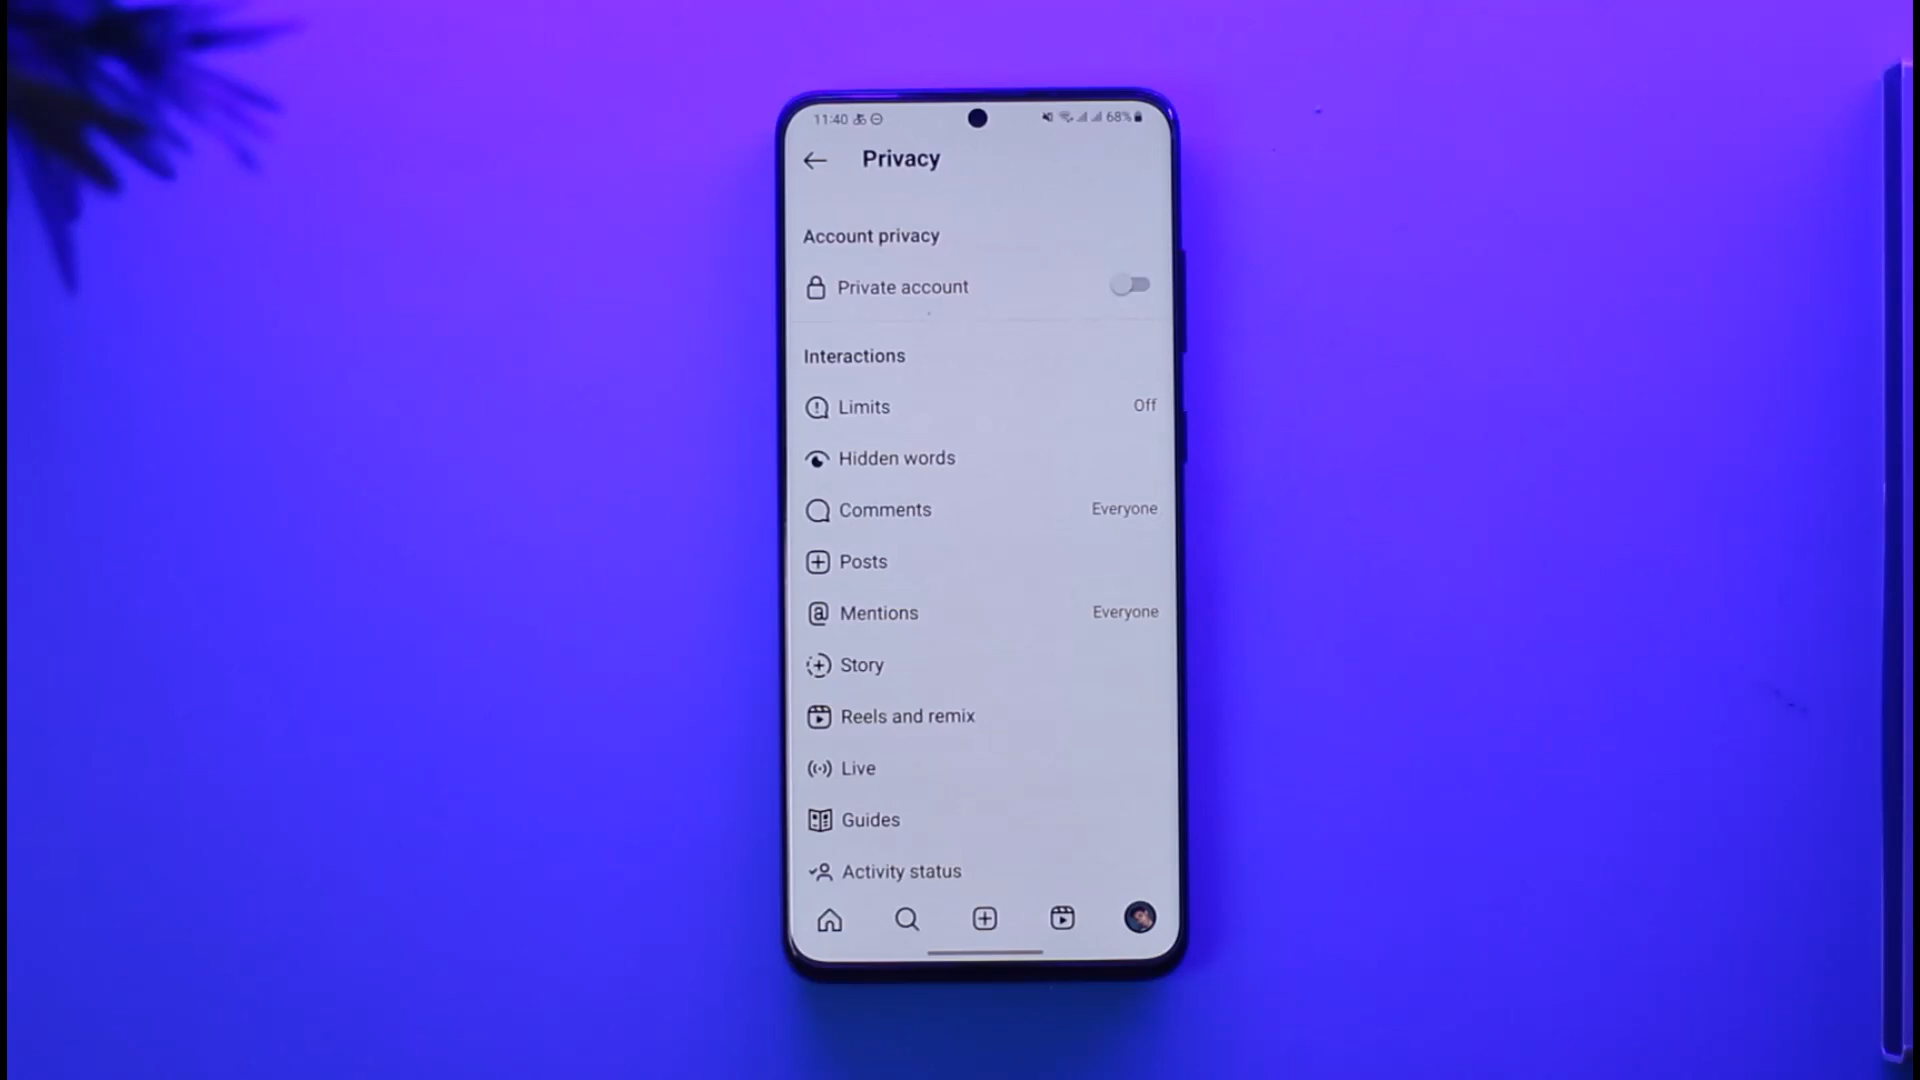 11:40 68%
Privacy
Account privacy
Private account
Interactions
Limits Off
Hidden words
Comments Everyone
Posts
Mentions Everyone
Story
Reels and remix
Live
Guides
Activity status